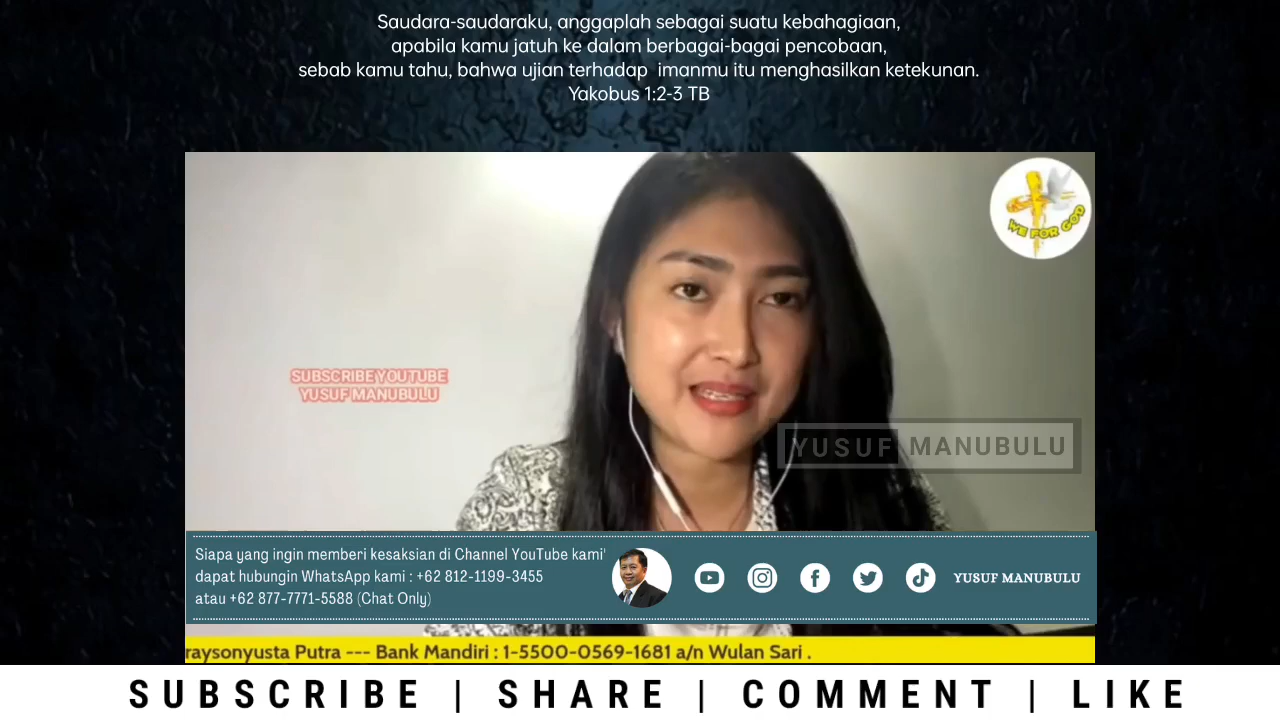 Saudara-saudaraku, anggaplah sebagai suatu kebahagiaan,
apabila kamu jatuh ke dalam berbagai-bagai pencobaan,
sebab kamu tahu, bahwa ujian terhadap imanmu itu menghasilkan ketekunan.
Yakobus 1:2-3 TB
WE FOR GOD
SUBSCRIBE YOUTUBE
YUSUF MANUBULU
YUSUF MANUBULU
Siapa yang ingin memberi kesaksian di Channel YouTube kami'
dapat hubungin WhatsApp kami : +62 812-1199-3455
atau +62 877-7771-5588 (Chat Only)
YUSUF MANUBULU
raysonyusta Putra --- Bank Mandiri : 1-5500-0569-1681 a/n Wulan Sari .
SUBSCRIBE | SHARE | COMMENT | LIKE